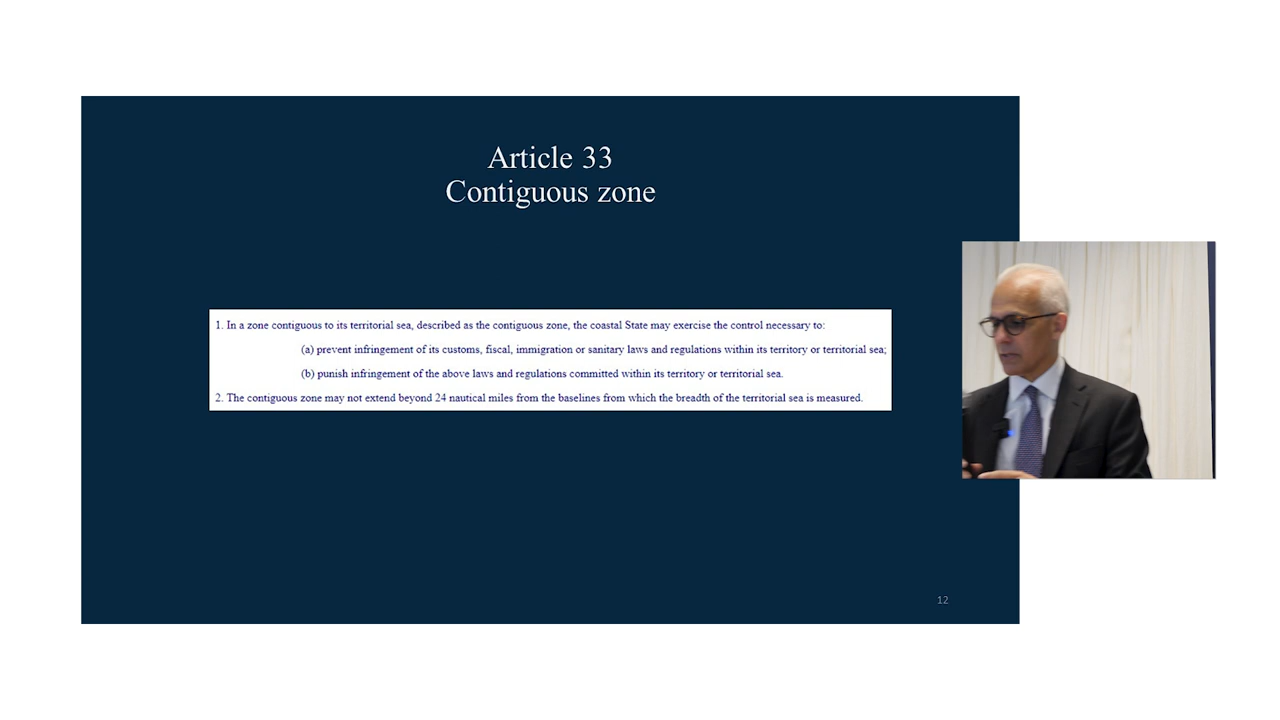 Article 33
Contiguous zone
1. In a zone contiguous to its territorial sea, described as the contiguous zone, the coastal State may exercise the control necessary to:
(a) prevent infringement of its customs, fiscal, immigration or sanitary laws and regulations within its territory or territorial sea;
(b) punish infringement of the above laws and regulations committed within its territory or territorial sea.
2. The contiguous zone may not extend beyond 24 nautical miles from the baselines from which the breadth of the territorial sea is measured.
12